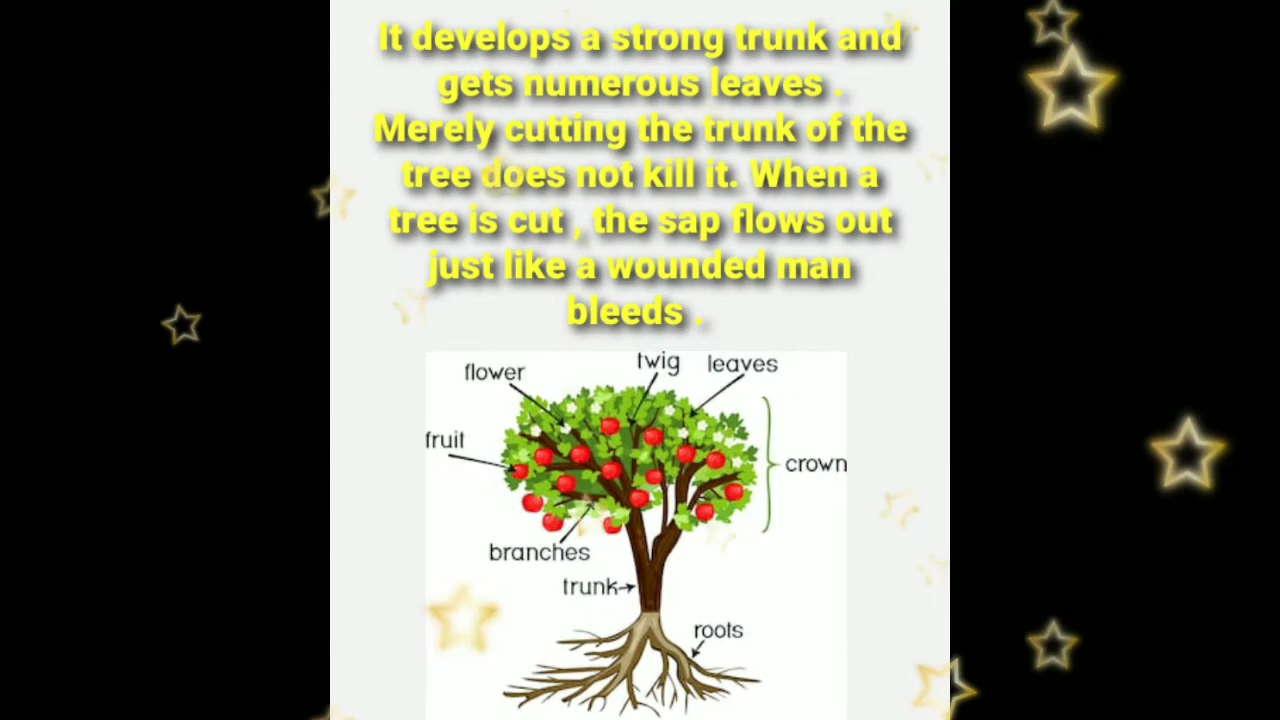 It develops a strong trunk and
gets numerous leaves .
Merely cutting the trunk of the
tree does not kill it. When a
tree is cut , the sap flows out
just like a wounded man
bleeds .
flower
twig
leaves
fruit
crown
branches
trunk
roots